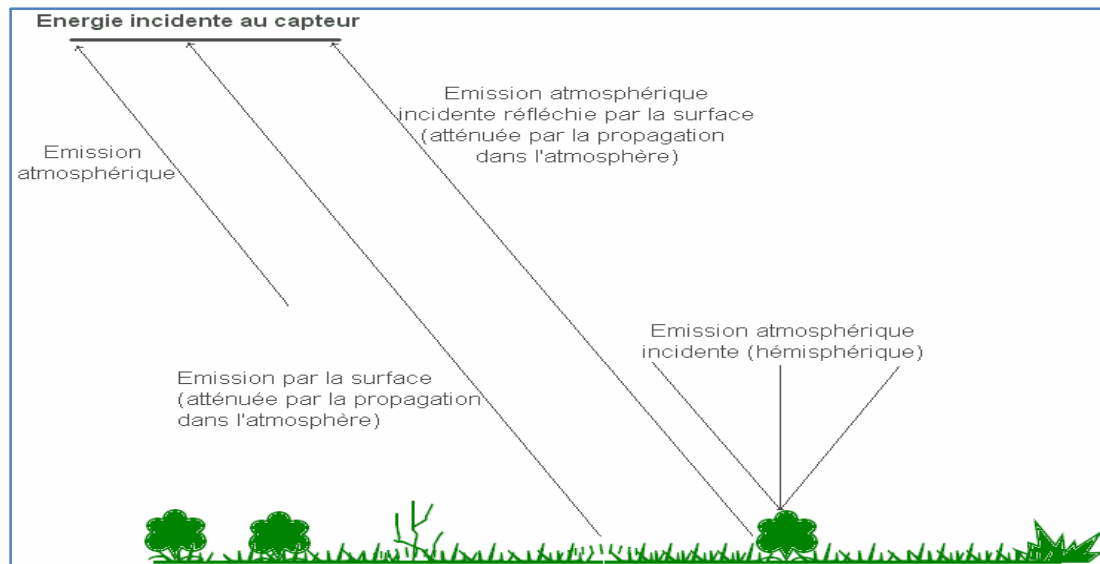 Energie incidente au capteur
Emission atmosphérique
incidente réfléchie par la surface
(atténuée par la propagation
dans l'atmosphère)
Emission
atmosphérique
Emission atmosphérique
incidente (hémisphérique)
Emission par la surface
(atténuée par la propagation
dans l'atmosphère)